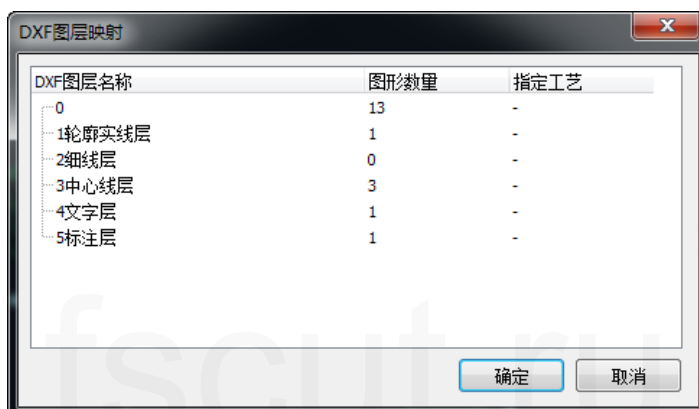 DXF图层映射
DXF图层名称 图形数量 指定工艺
0 13 -
1轮廓实线层 1 -
2细线层 0 -
3中心线层 3 -
4文字层 1 -
5标注层 1 -
fscut.ru
确定 取消